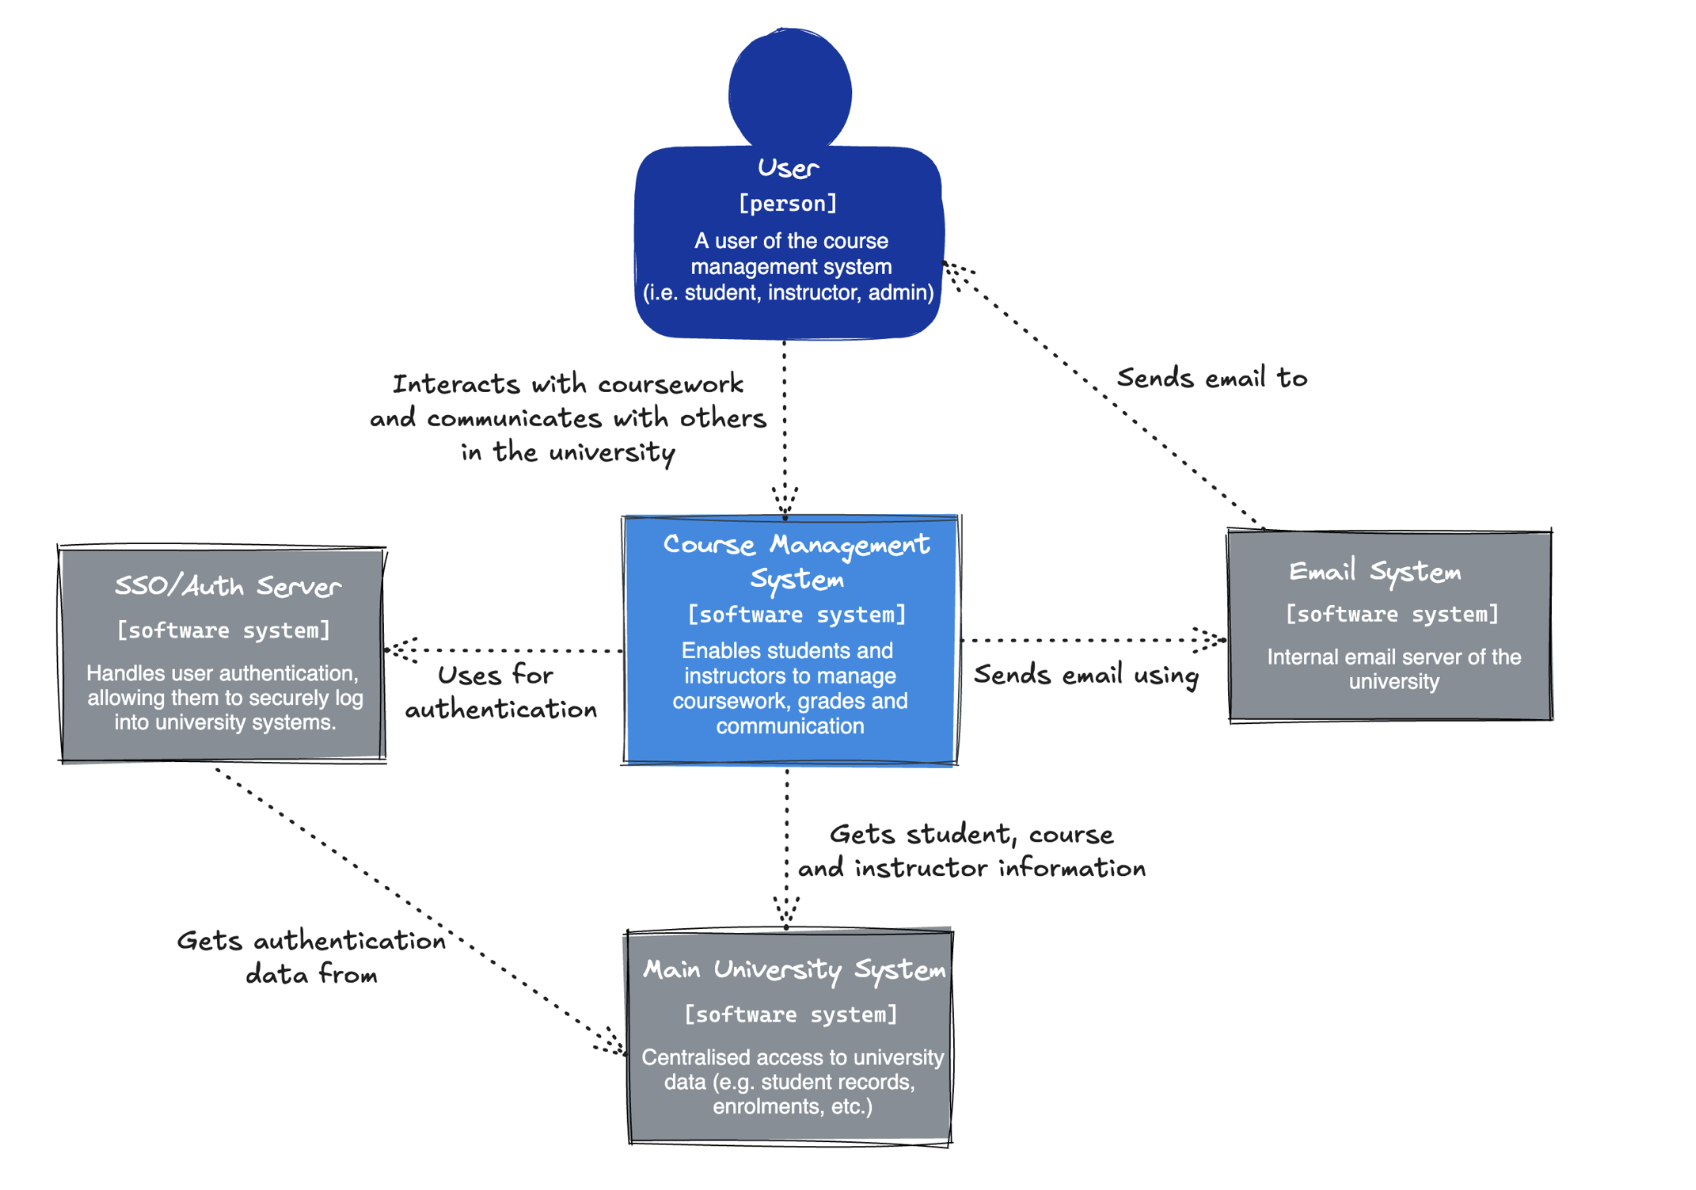 User
[person]
A user of the course
management system
(i.e. student, instructor, admin)
Interacts with coursework
and communicates with others
in the university
Sends email to
Course Management
System
[software system]
Enables students and
instructors to manage
coursework, grades and
communication
SSO/Auth Server
[software system]
Handles user authentication,
allowing them to securely log
into university systems.
Uses for
authentication
Sends email using
Email System
[software system]
Internal email server of the
university
Gets student, course
and instructor information
Gets authentication
data from
Main University System
[software system]
Centralised access to university
data (e.g. student records,
enrolments, etc.)